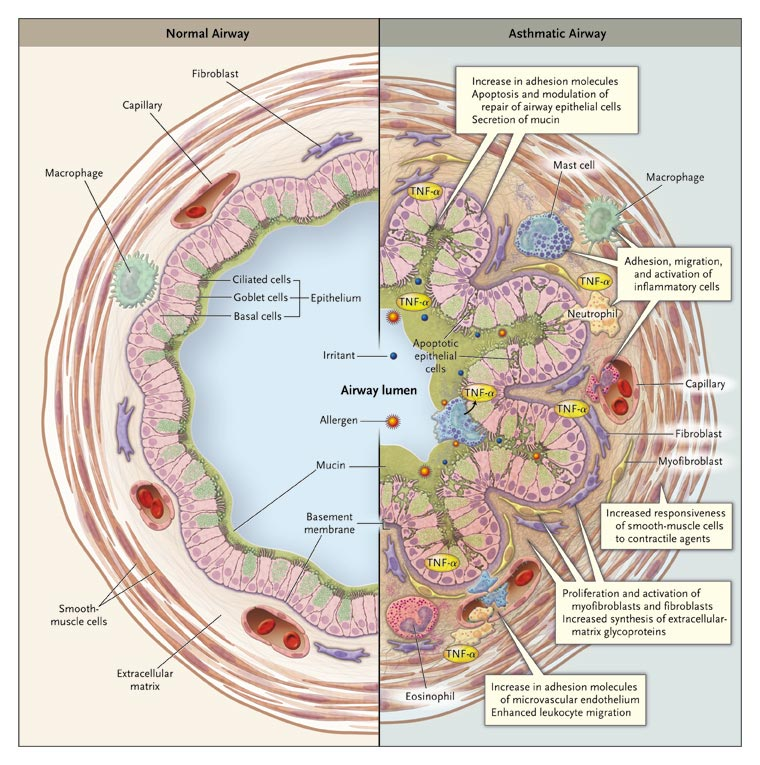 Normal Airway
Asthmatic Airway
Fibroblast
Capillary
Macrophage
Ciliated cells
Goblet cells
Basal cells
Epithelium
Irritant
Airway lumen
Allergen
Mucin
Basement
membrane
Smooth-
muscle cells
Extracellular
matrix
Increase in adhesion molecules
Apoptosis and modulation of
repair of airway epithelial cells
Secretion of mucin
TNF-α
Mast cell
Macrophage
Adhesion, migration,
and activation of
inflammatory cells
TNF-α
TNF-α
Neutrophil
Apoptotic
epithelial
cells
Capillary
TNF-α
TNF-α
Fibroblast
Myofibroblast
Increased responsiveness
of smooth-muscle cells
to contractile agents
TNF-α
Proliferation and activation of
myofibroblasts and fibroblasts
Increased synthesis of extracellular-
matrix glycoproteins
TNF-α
Eosinophil
Increase in adhesion molecules
of microvascular endothelium
Enhanced leukocyte migration